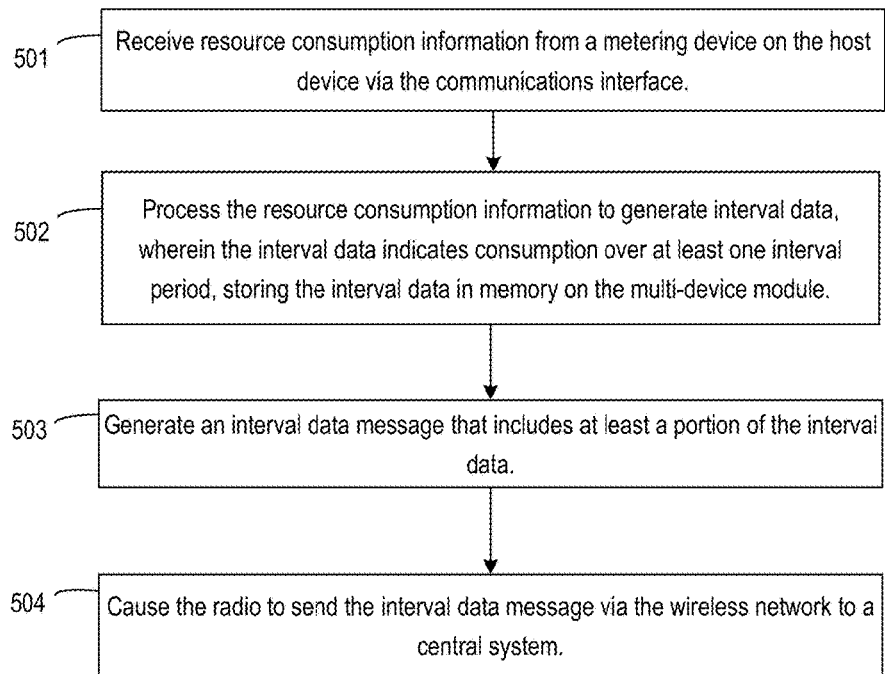 501
Receive resource consumption information from a metering device on the host
device via the communications interface.
502
Process the resource consumption information to generate interval data,
wherein the interval data indicates consumption over at least one interval
period, storing the interval data in memory on the multi-device module.
503
Generate an interval data message that includes at least a portion of the interval
data.
504
Cause the radio to send the interval data message via the wireless network to a
central system.